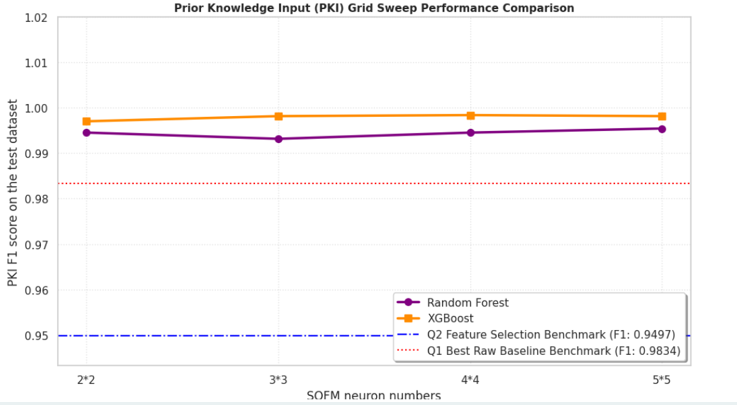 Prior Knowledge Input (PKI) Grid Sweep Performance Comparison
PKI F1 score on the test dataset
1.02
1.01
1.00
0.99
0.98
0.97
0.96
0.95
Random Forest
XGBoost
Q2 Feature Selection Benchmark (F1: 0.9497)
Q1 Best Raw Baseline Benchmark (F1: 0.9834)
2*2
3*3
4*4
5*5
SOFM neuron numbers